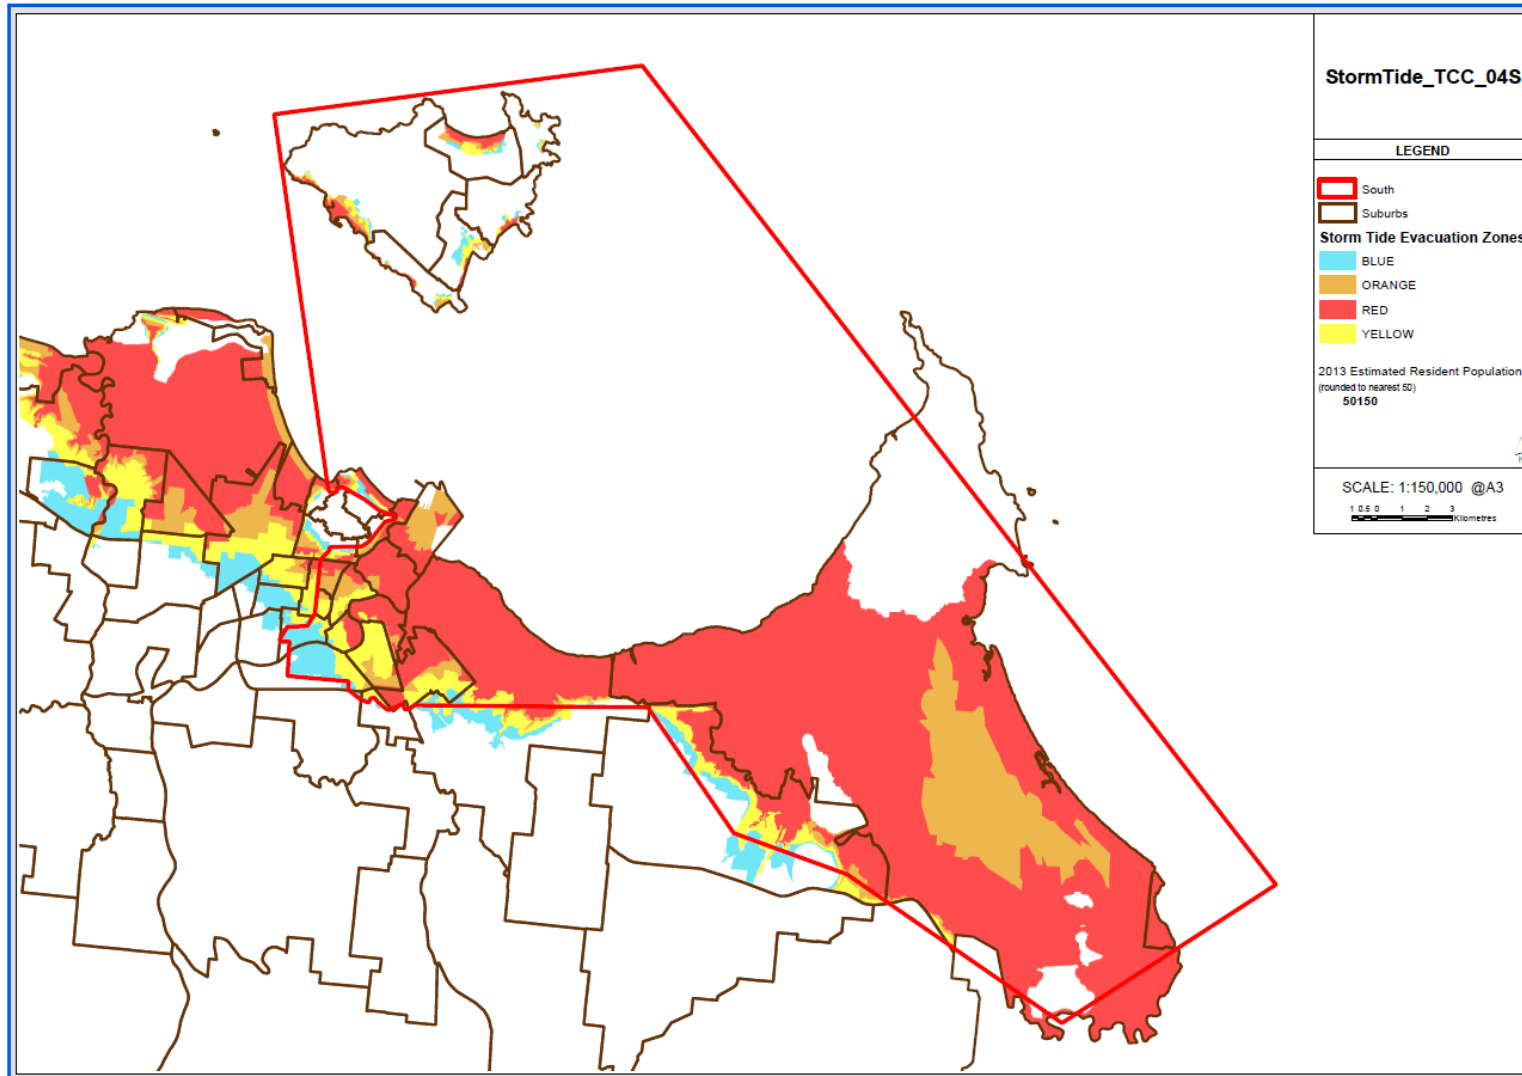 StormTide_TCC_04S
LEGEND
South
Suburbs
Storm Tide Evacuation Zones
BLUE
ORANGE
RED
YELLOW
2013 Estimated Resident Population
(rounded to nearest 50)
50150
SCALE: 1:150,000 @A3
1 0.5 0 1 2 3
Kilometres